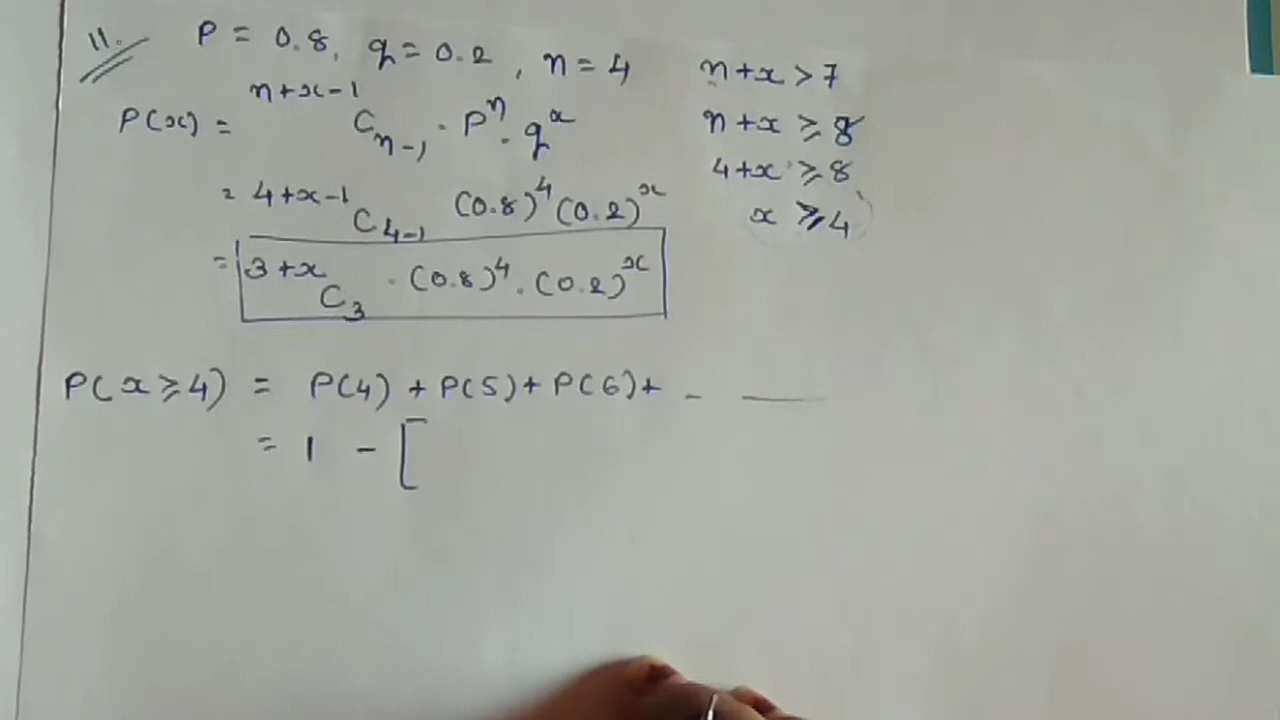 11. P = 0.8, q = 0.2, n = 4
n+x>7
P(x) = n+x-1 C n-1 · P^n · q^x
n+x ≥ 8
4+x ≥ 8
= 4+x-1 C 4-1 (0.8)^4 (0.2)^x
x ≥ 4
= 3+x C 3 · (0.8)^4 · (0.2)^x
P(x ≥ 4) = P(4) + P(5) + P(6) + - —
= 1 - [